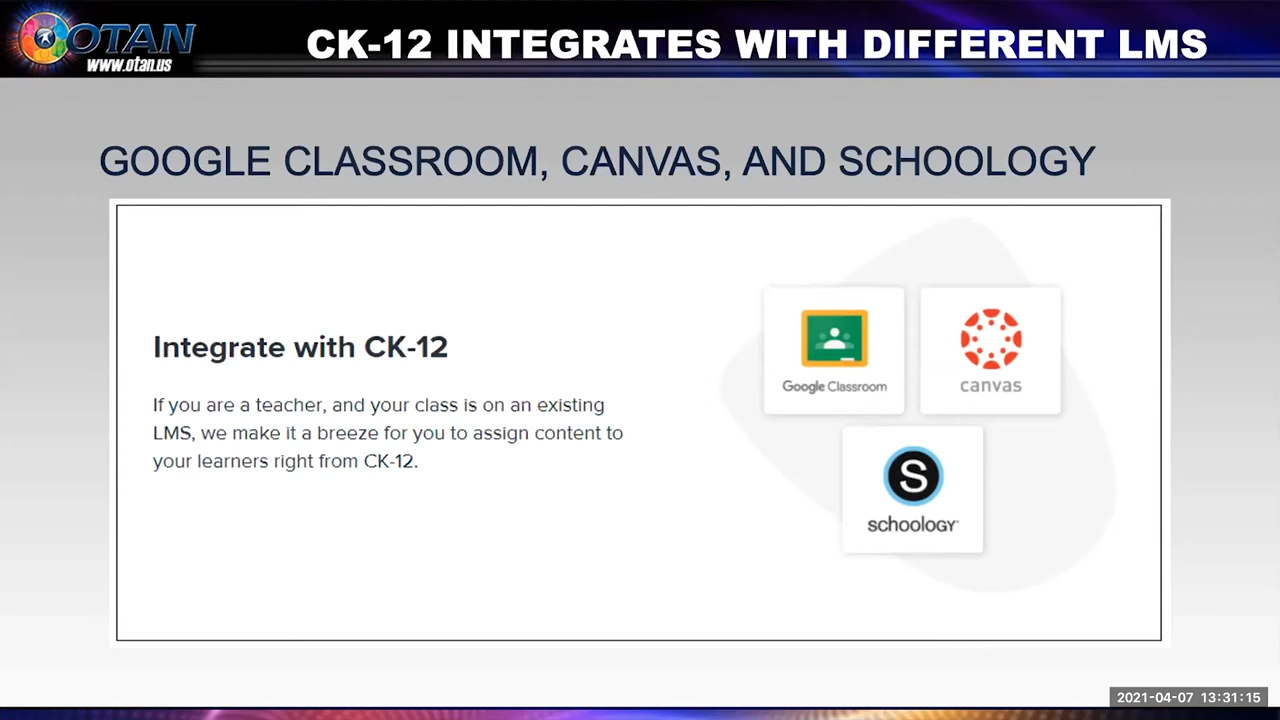 OTAN
www.otan.us
CK-12 INTEGRATES WITH DIFFERENT LMS
GOOGLE CLASSROOM, CANVAS, AND SCHOOLOGY
Integrate with CK-12
If you are a teacher, and your class is on an existing
LMS, we make it a breeze for you to assign content to
your learners right from CK-12.
Google Classroom
canvas
S
schoology
2021-04-07 13:31:15